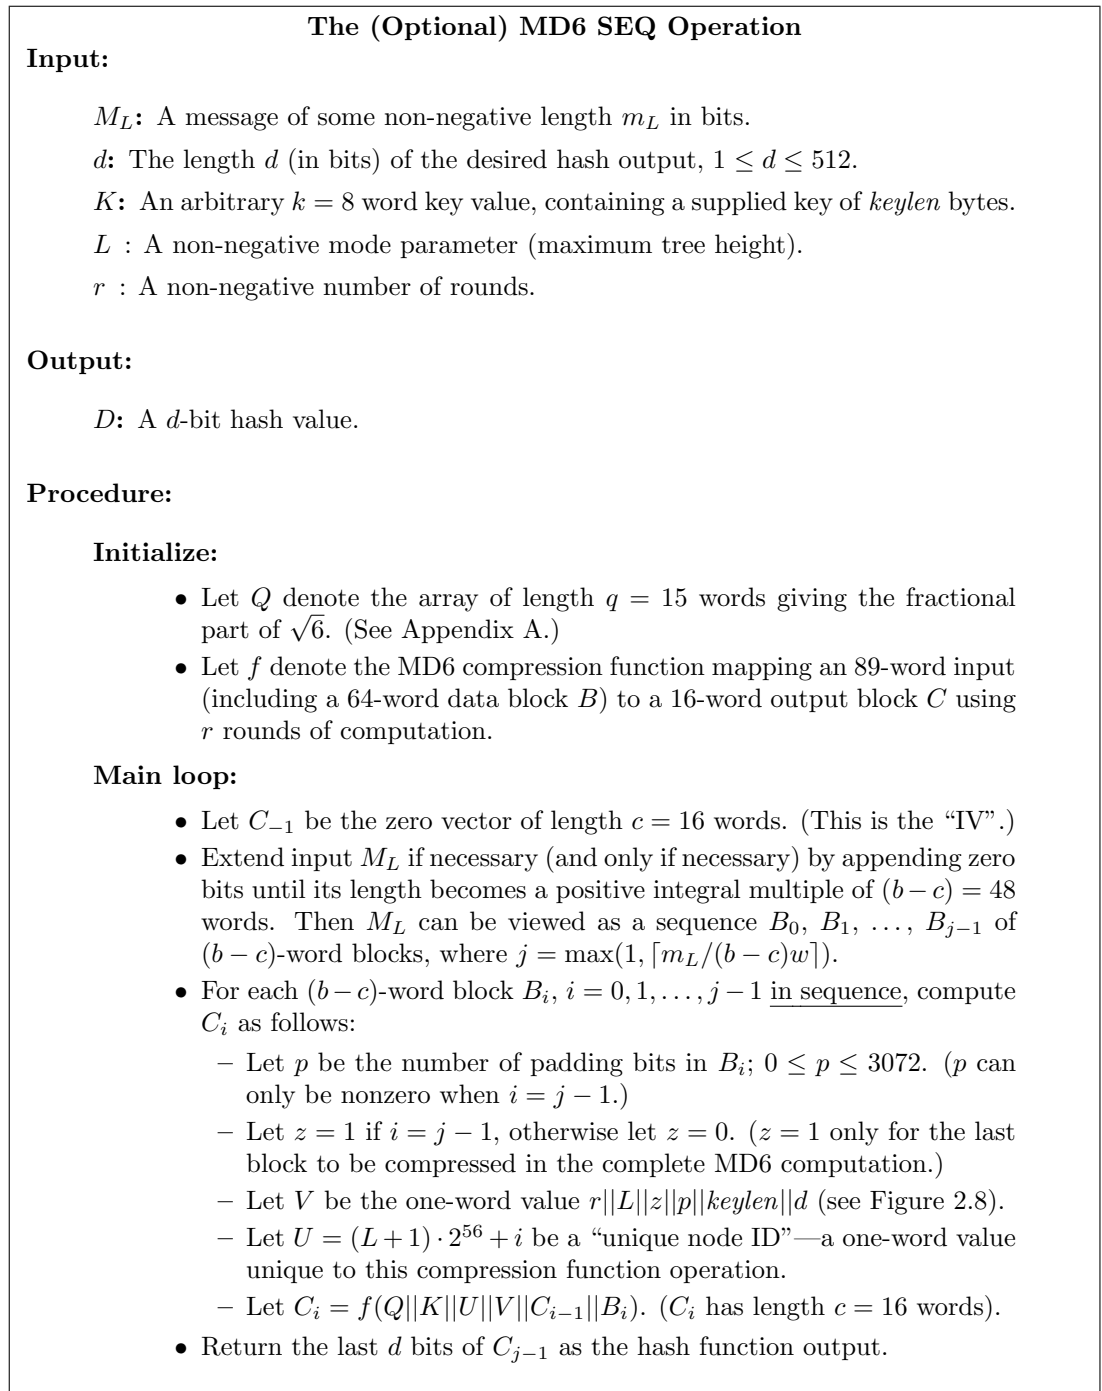 The (Optional) MD6 SEQ Operation
Input:
M_L: A message of some non-negative length m_L in bits.
d: The length d (in bits) of the desired hash output, 1 ≤ d ≤ 512.
K: An arbitrary k = 8 word key value, containing a supplied key of keylen bytes.
L : A non-negative mode parameter (maximum tree height).
r : A non-negative number of rounds.
Output:
D: A d-bit hash value.
Procedure:
Initialize:
• Let Q denote the array of length q = 15 words giving the fractional
part of √6. (See Appendix A.)
• Let f denote the MD6 compression function mapping an 89-word input
(including a 64-word data block B) to a 16-word output block C using
r rounds of computation.
Main loop:
• Let C_{−1} be the zero vector of length c = 16 words. (This is the “IV”.)
• Extend input M_L if necessary (and only if necessary) by appending zero
bits until its length becomes a positive integral multiple of (b − c) = 48
words. Then M_L can be viewed as a sequence B_0, B_1, …, B_{j−1} of
(b − c)-word blocks, where j = max(1, ⌈m_L/(b − c)w⌉).
• For each (b − c)-word block B_i, i = 0, 1, …, j − 1 in sequence, compute
C_i as follows:
– Let p be the number of padding bits in B_i; 0 ≤ p ≤ 3072. (p can
only be nonzero when i = j − 1.)
– Let z = 1 if i = j − 1, otherwise let z = 0. (z = 1 only for the last
block to be compressed in the complete MD6 computation.)
– Let V be the one-word value r||L||z||p||keylen||d (see Figure 2.8).
– Let U = (L + 1) · 2^{56} + i be a “unique node ID”—a one-word value
unique to this compression function operation.
– Let C_i = f(Q||K||U||V||C_{i−1}||B_i). (C_i has length c = 16 words).
• Return the last d bits of C_{j−1} as the hash function output.